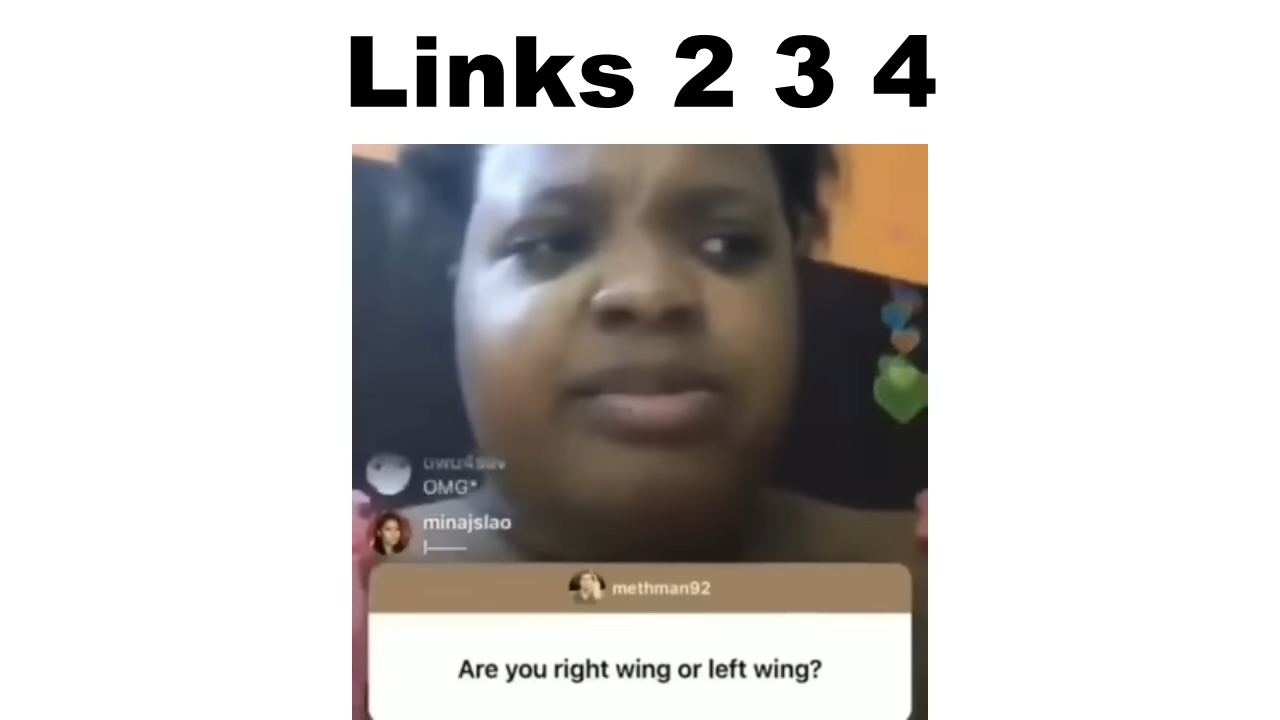 Links 2 3 4
OMG*
minajslao
methman92
Are you right wing or left wing?